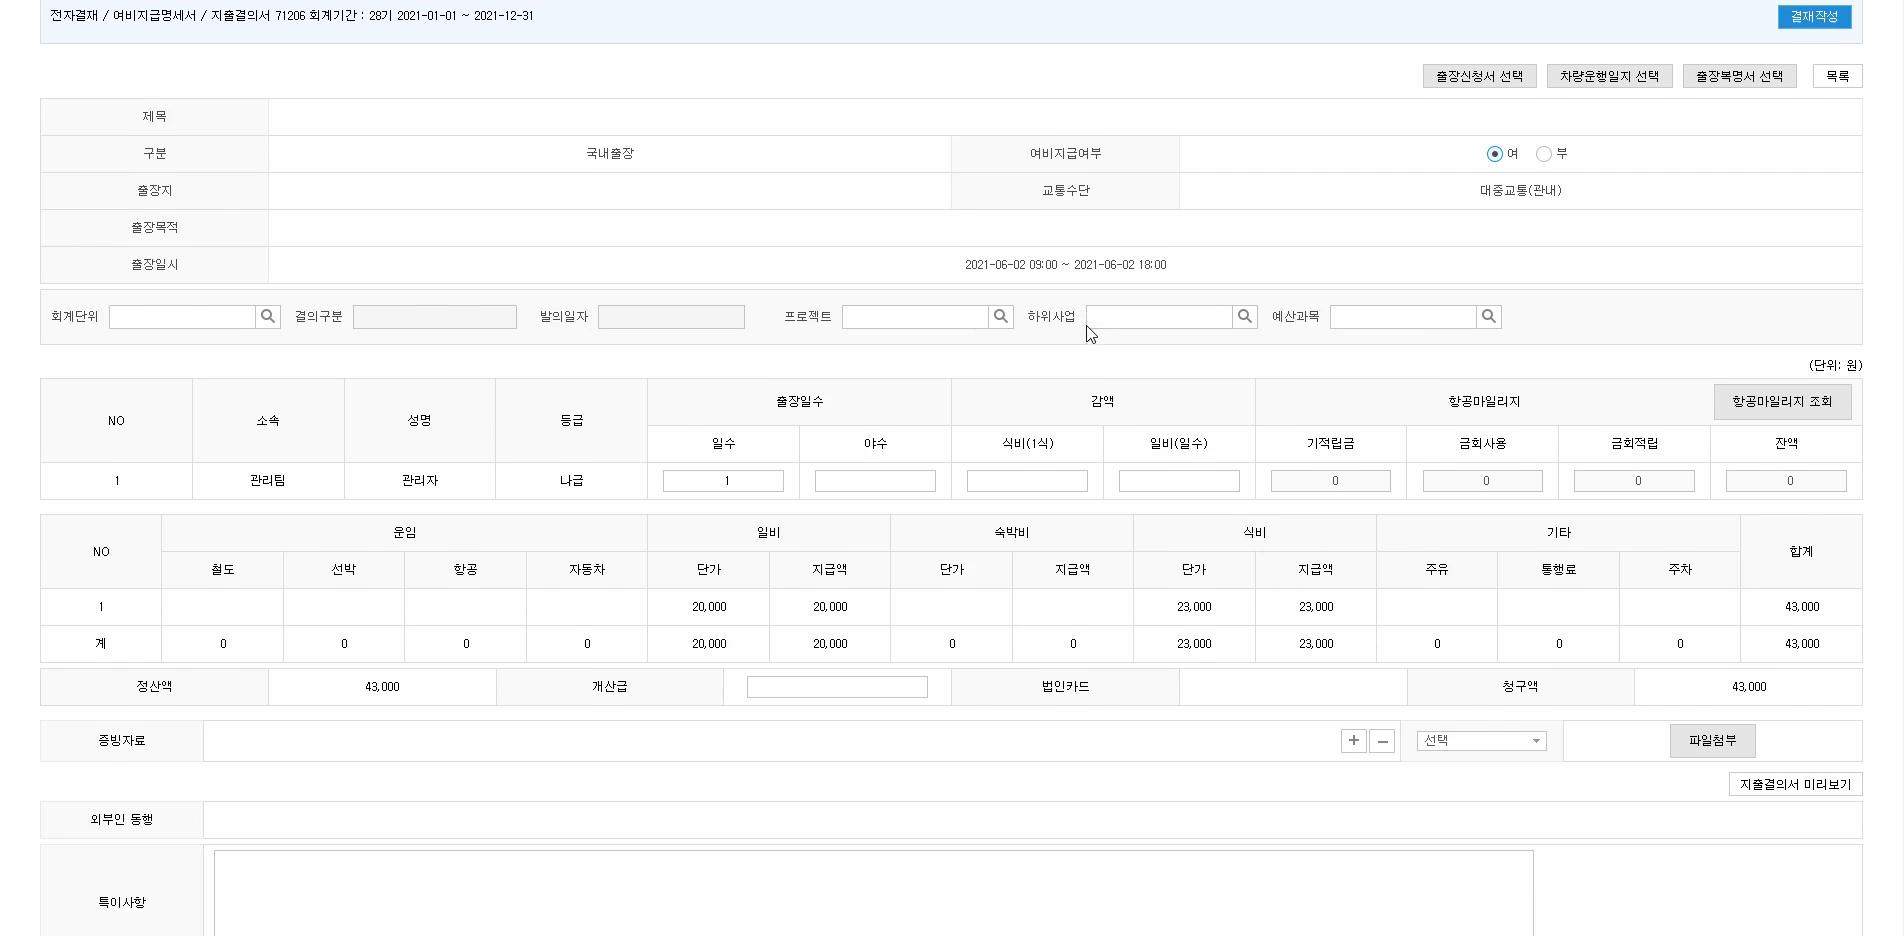 전자결재 / 여비지급명세서 / 지출결의서 71206 회계기간 : 28기 2021-01-01 ~ 2021-12-31
결재작성
출장신청서 선택 차량운행일지 선택 출장복명서 선택 목록
제목
구분 국내출장 여비지급여부 여 부
출장지 교통수단 대중교통(관내)
출장목적
출장일시 2021-06-02 09:00 ~ 2021-06-02 18:00
회계단위 결의구분 발의일자 프로젝트 하위사업 예산과목
(단위: 원)
NO 소속 성명 등급 출장일수 감액 항공마일리지 항공마일리지 조회
일수 야수 식비(1식) 일비(일수) 기적립금 금회사용 금회적립 잔액
1 관리팀 관리자 나급 1 0 0 0 0
NO 운임 일비 숙박비 식비 기타 합계
철도 선박 항공 자동차 단가 지급액 단가 지급액 단가 지급액 주유 통행료 주차
1 20,000 20,000 23,000 23,000 43,000
계 0 0 0 0 20,000 20,000 0 0 23,000 23,000 0 0 0 43,000
정산액 43,000 개산급 법인카드 청구액 43,000
증빙자료 + - 선택 파일첨부
지출결의서 미리보기
외부인 동행
특이사항